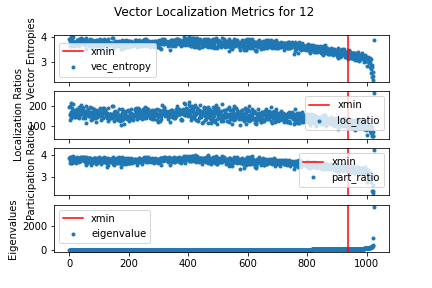 Vector Localization Metrics for 12
Vector Entropies
4
3
xmin
vec_entropy
Localization Ratios
200
100
xmin
loc_ratio
Participation Ratios
4
3
xmin
part_ratio
Eigenvalues
2000
0
xmin
eigenvalue
0 200 400 600 800 1000